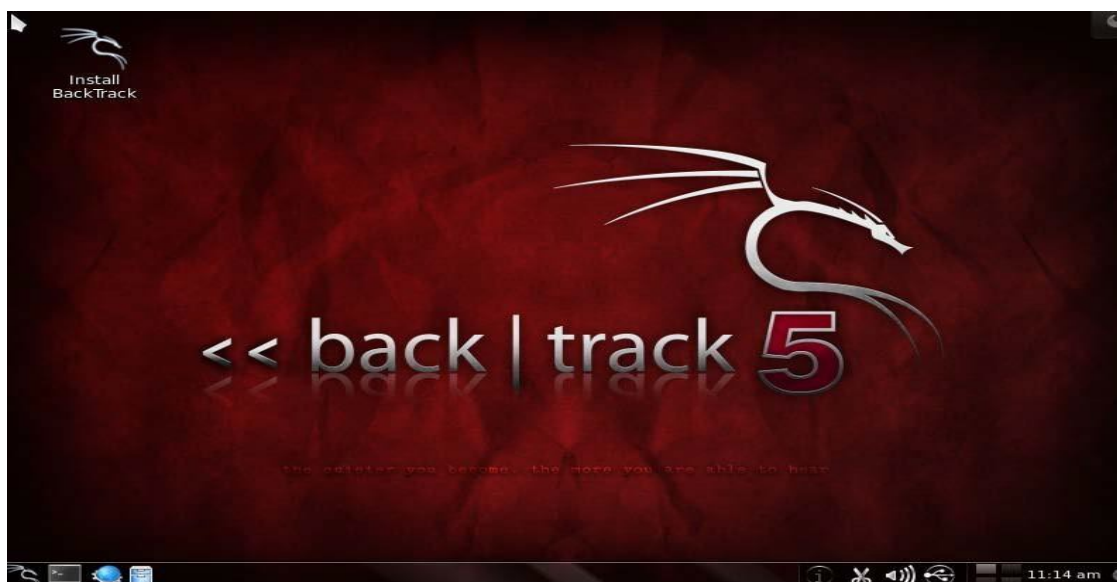 Install
BackTrack
<< back | track 5
the quieter you become, the more you are able to hear
11:14 am